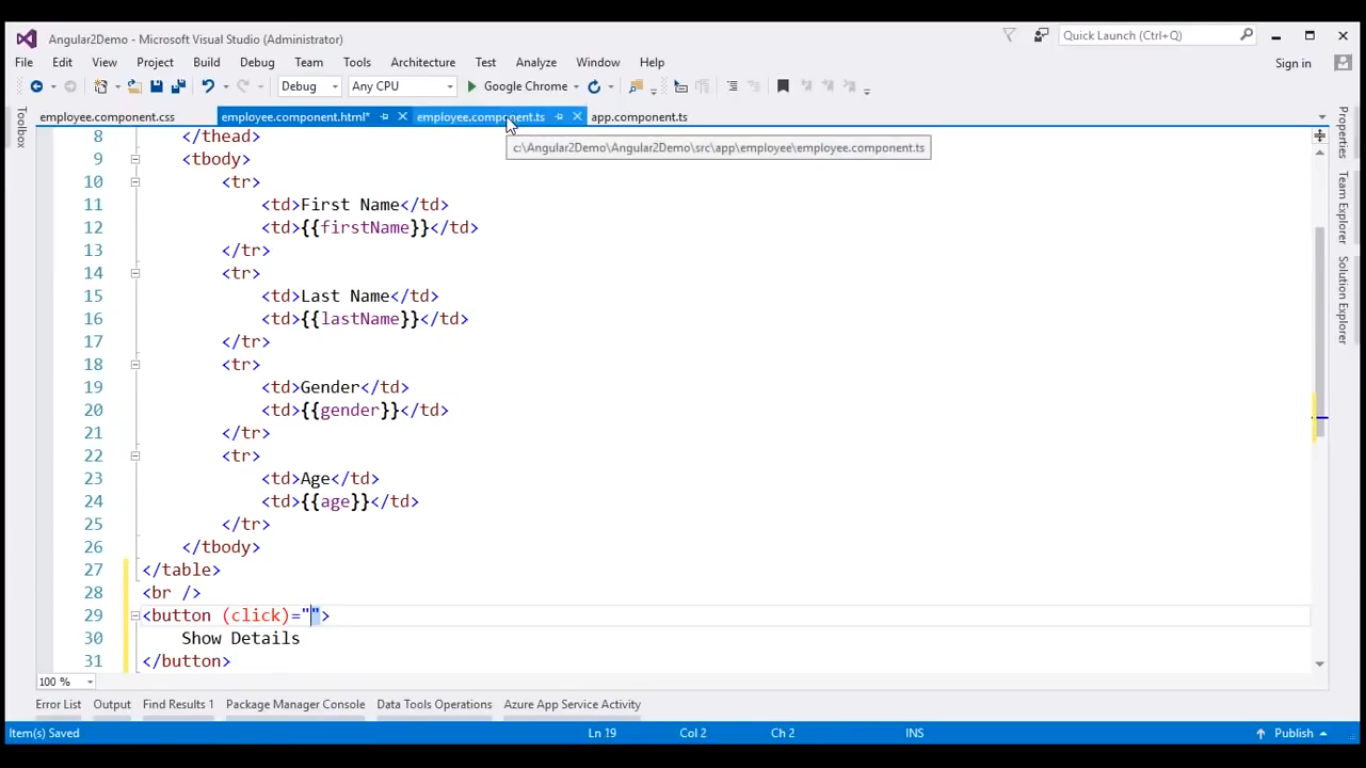 Angular2Demo - Microsoft Visual Studio (Administrator)
Quick Launch (Ctrl+Q)
File Edit View Project Build Debug Team Tools Architecture Test Analyze Window Help
Sign in
Debug Any CPU Google Chrome
employee.component.css employee.component.html* employee.component.ts app.component.ts
c:\Angular2Demo\Angular2Demo\src\app\employee\employee.component.ts
Toolbox
Properties
Team Explorer
Solution Explorer
8 </thead>
9 <tbody>
10 <tr>
11 <td>First Name</td>
12 <td>{{firstName}}</td>
13 </tr>
14 <tr>
15 <td>Last Name</td>
16 <td>{{lastName}}</td>
17 </tr>
18 <tr>
19 <td>Gender</td>
20 <td>{{gender}}</td>
21 </tr>
22 <tr>
23 <td>Age</td>
24 <td>{{age}}</td>
25 </tr>
26 </tbody>
27 </table>
28 <br />
29 <button (click)="">
30 Show Details
31 </button>
100 %
Error List Output Find Results 1 Package Manager Console Data Tools Operations Azure App Service Activity
Item(s) Saved Ln 19 Col 2 Ch 2 INS Publish